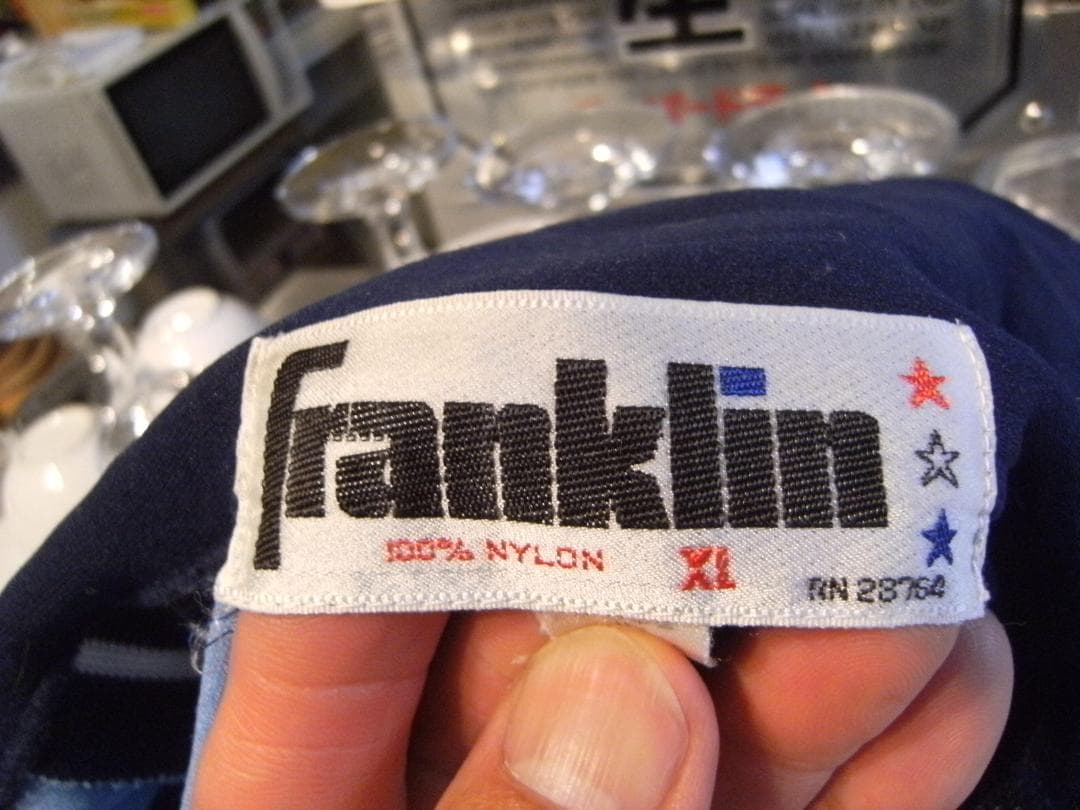 franklin
100% NYLON XL
RN 28764